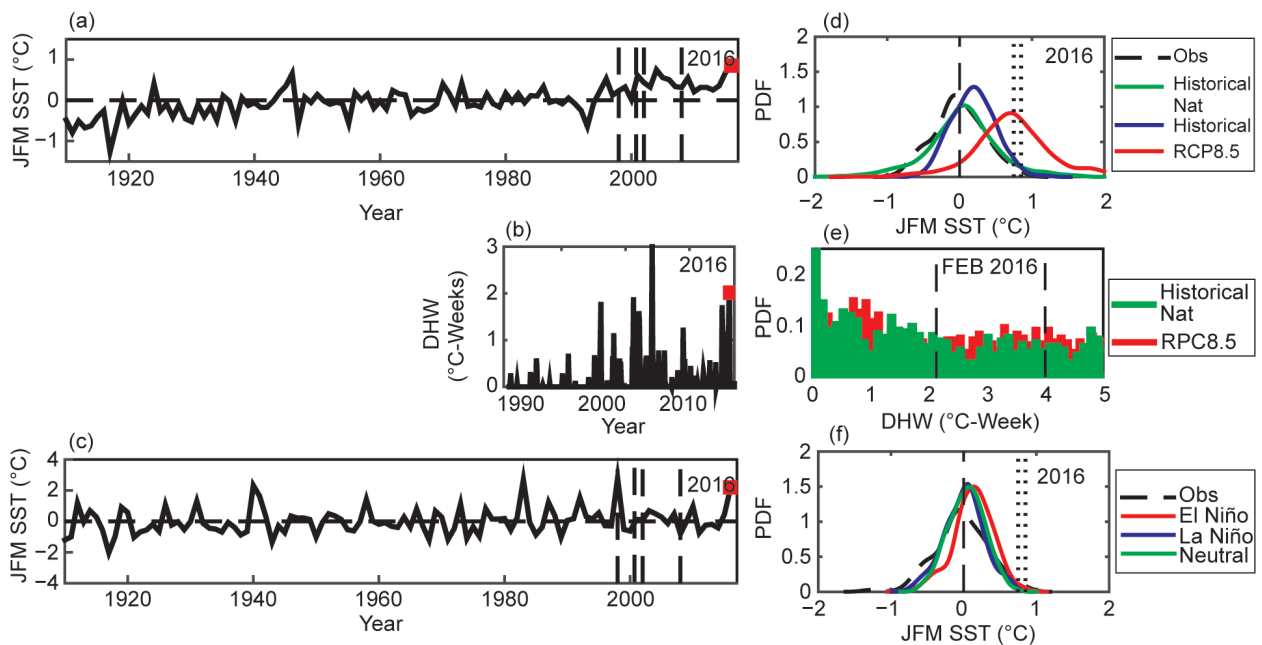 (a)
JFM SST (°C)
1
0
−1
2016
1920
1940
1960
1980
2000
Year
(b)
DHW
(°C-Weeks)
3
2
1
0
2016
1990
2000
2010
Year
(c)
JFM SST (°C)
4
2
0
−2
−4
2016
1920
1940
1960
1980
2000
Year
(d)
PDF
2
1.5
1
0.5
0
2016
−2
−1
0
1
2
JFM SST (°C)
Obs
Historical
Nat
Historical
RCP8.5
(e)
PDF
0.2
0.1
0
FEB 2016
0
1
2
3
4
5
DHW (°C-Week)
Historical
Nat
RPC8.5
(f)
PDF
2
1.5
1
0.5
0
2016
−2
−1
0
1
2
JFM SST (°C)
Obs
El Niño
La Niño
Neutral